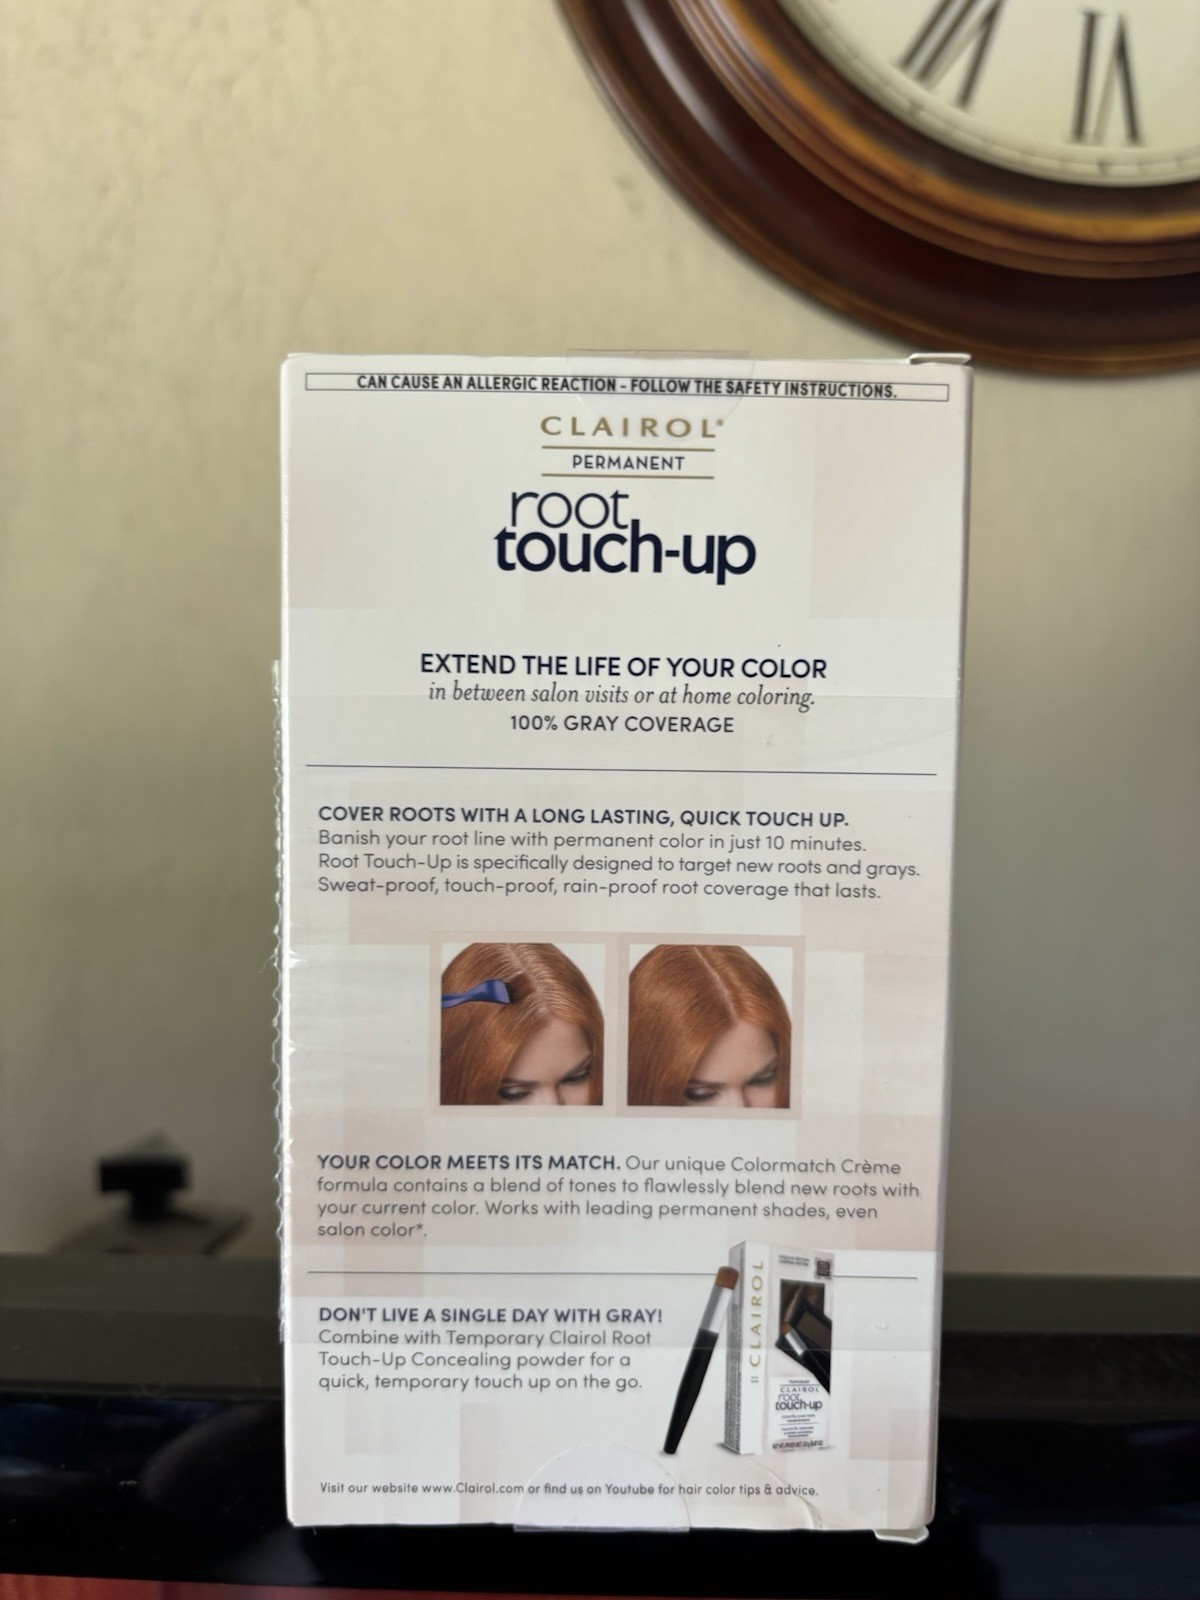 CAN CAUSE AN ALLERGIC REACTION - FOLLOW THE SAFETY INSTRUCTIONS.
CLAIROL®
PERMANENT
root
touch-up
EXTEND THE LIFE OF YOUR COLOR
in between salon visits or at home coloring.
100% GRAY COVERAGE
COVER ROOTS WITH A LONG LASTING, QUICK TOUCH UP.
Banish your root line with permanent color in just 10 minutes.
Root Touch-Up is specifically designed to target new roots and grays.
Sweat-proof, touch-proof, rain-proof root coverage that lasts.
YOUR COLOR MEETS ITS MATCH. Our unique Colormatch Crème
formula contains a blend of tones to flawlessly blend new roots with
your current color. Works with leading permanent shades, even
salon color*.
DON'T LIVE A SINGLE DAY WITH GRAY!
Combine with Temporary Clairol Root
Touch-Up Concealing powder for a
quick, temporary touch up on the go.
CLAIROL
CLAIROL
root
touch-up
Visit our website www.Clairol.com or find us on Youtube for hair color tips & advice.